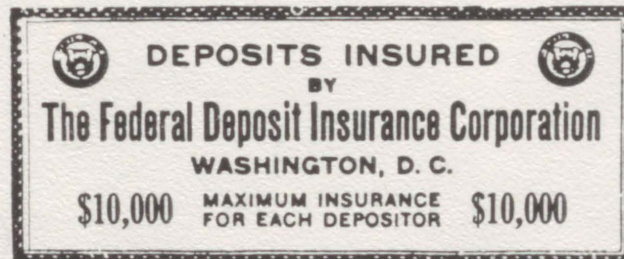 DEPOSITS INSURED
BY
The Federal Deposit Insurance Corporation
WASHINGTON, D. C.
$10,000 MAXIMUM INSURANCE FOR EACH DEPOSITOR $10,000